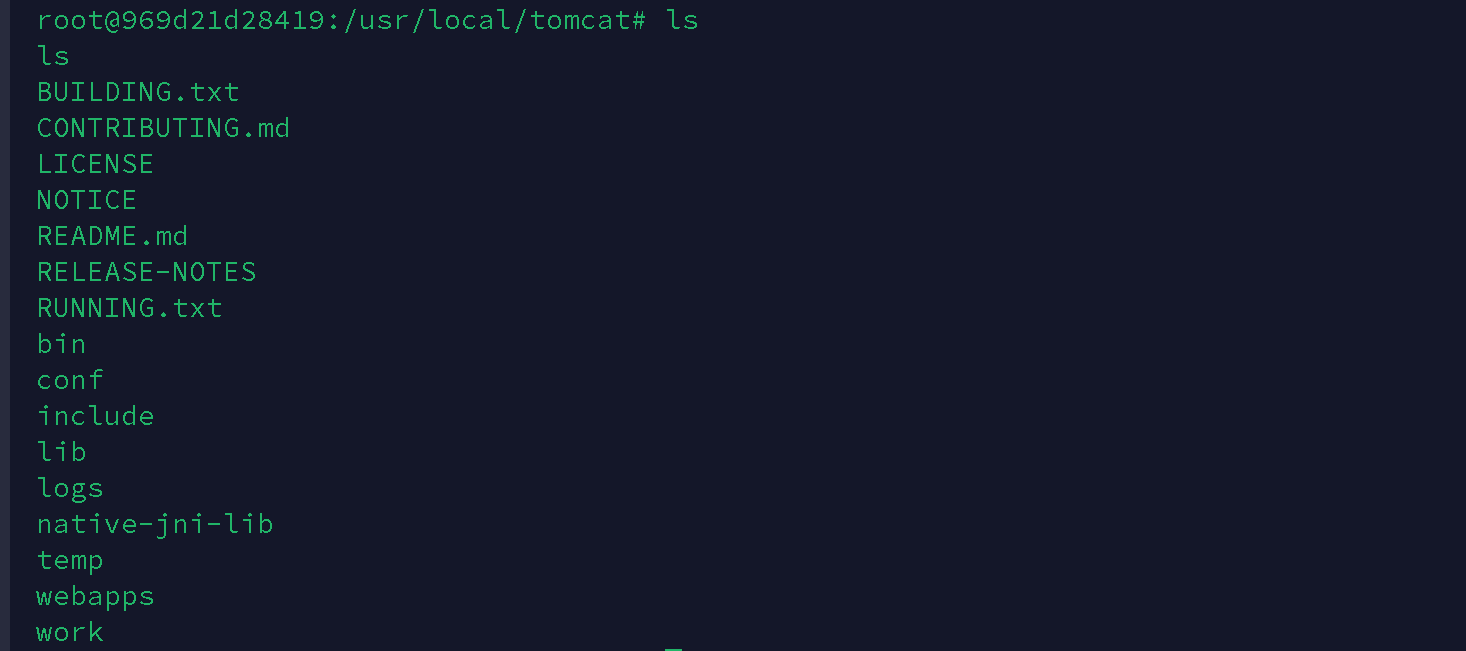 root@969d21d28419:/usr/local/tomcat# ls
ls
BUILDING.txt
CONTRIBUTING.md
LICENSE
NOTICE
README.md
RELEASE-NOTES
RUNNING.txt
bin
conf
include
lib
logs
native-jni-lib
temp
webapps
work